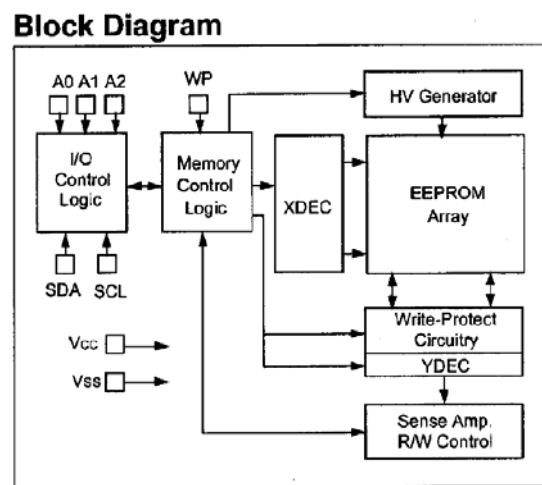 Block Diagram
A0 A1 A2
WP
HV Generator
I/O
Control
Logic
Memory
Control
Logic
XDEC
EEPROM
Array
SDA
SCL
Write-Protect
Circuitry
YDEC
Vcc
Vss
Sense Amp.
R/W Control